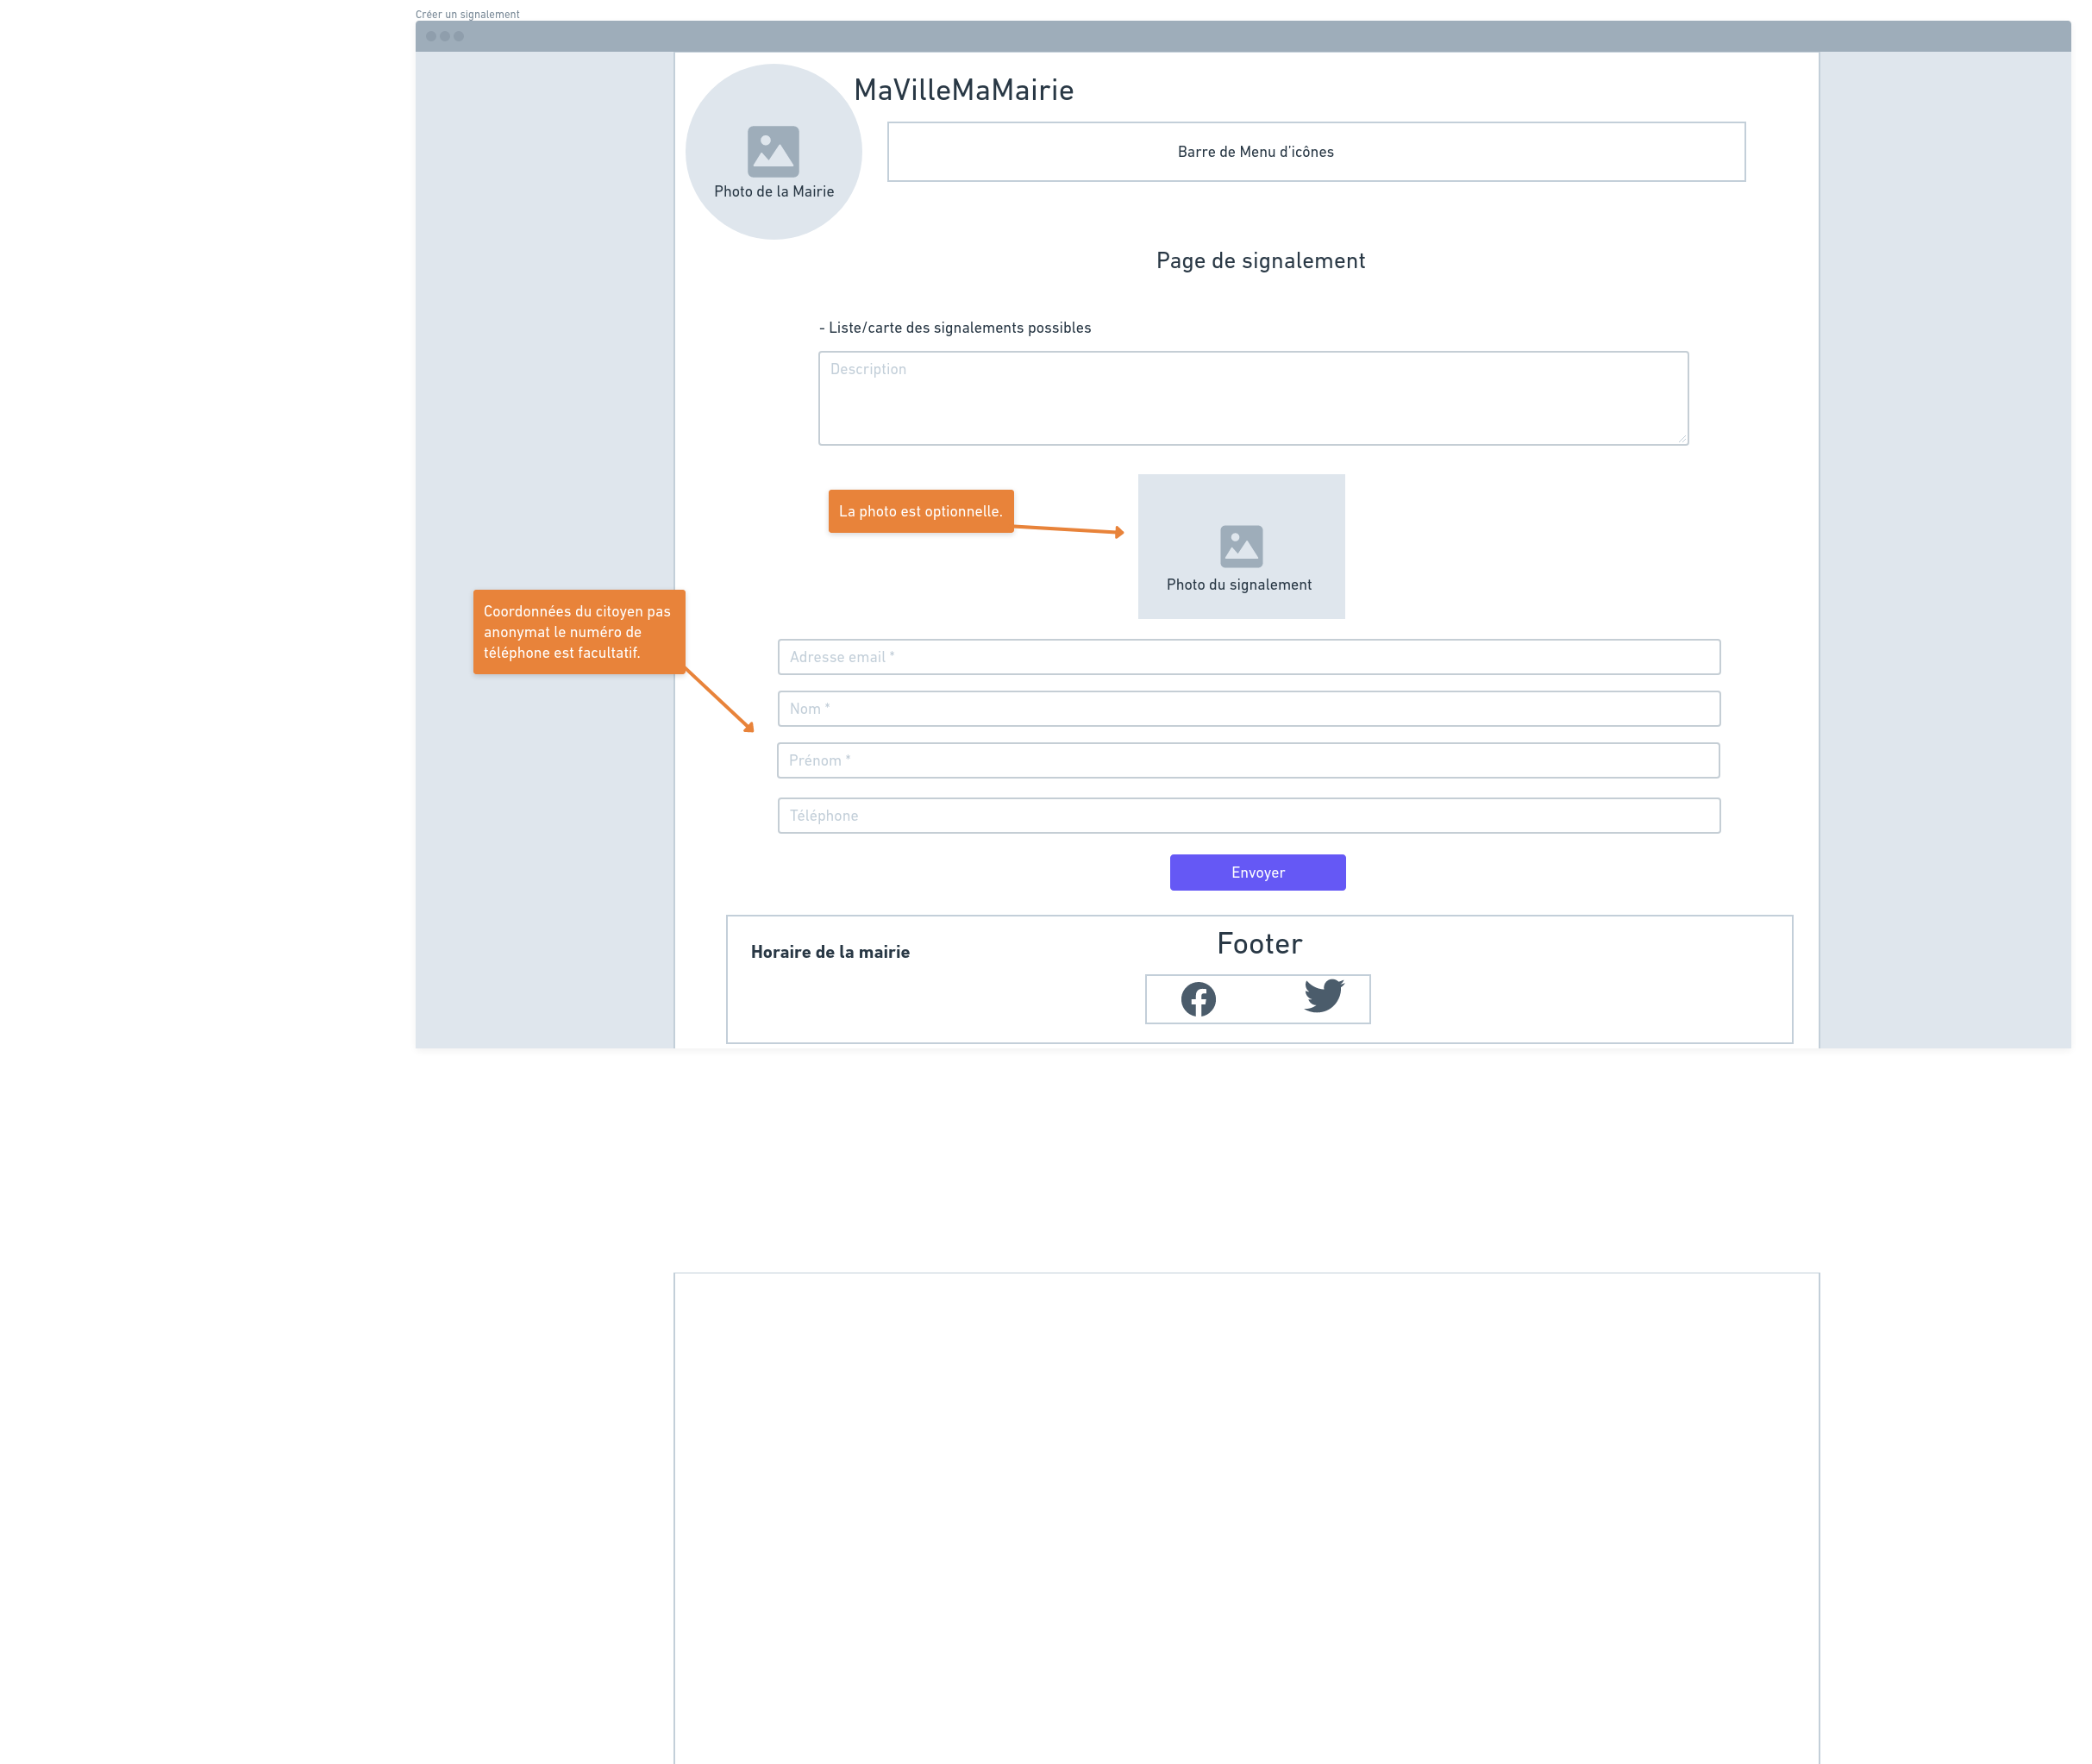 Créer un signalement
MaVilleMaMairie
Barre de Menu d'icônes
Photo de la Mairie
Page de signalement
- Liste/carte des signalements possibles
Description
La photo est optionnelle.
Photo du signalement
Coordonnées du citoyen pas
anonymat le numéro de
téléphone est facultatif.
Adresse email *
Nom *
Prénom *
Téléphone
Envoyer
Footer
Horaire de la mairie